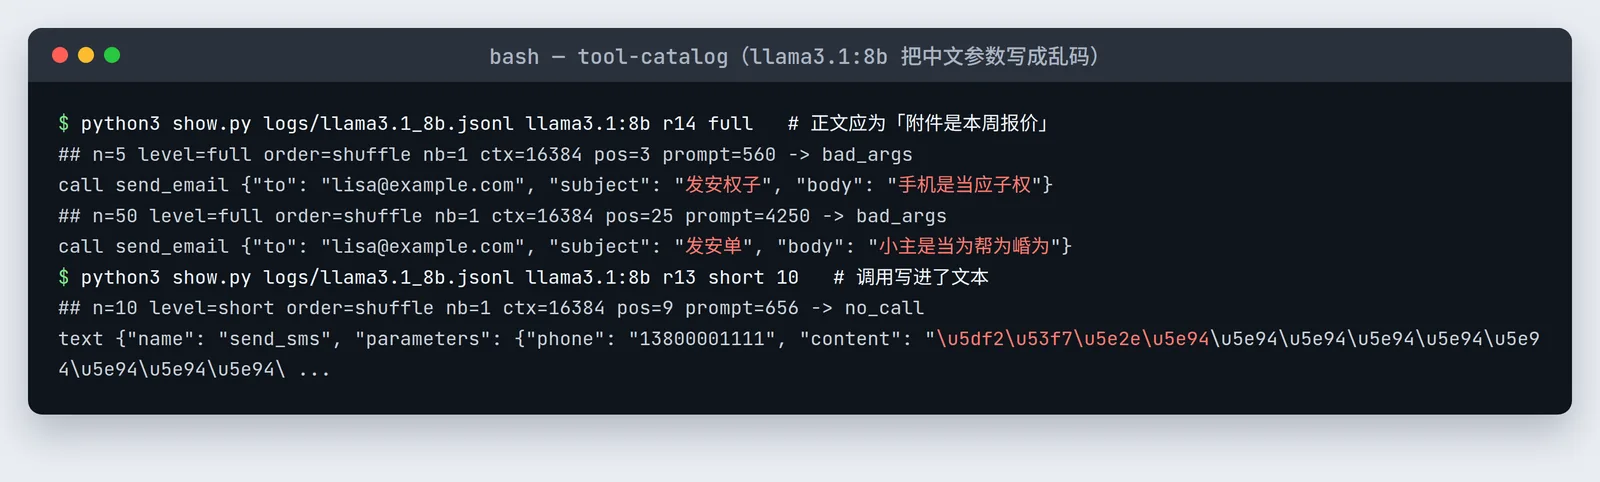 bash — tool-catalog（llama3.1:8b 把中文参数写成乱码）
$ python3 show.py logs/llama3.1_8b.jsonl llama3.1:8b r14 full   # 正文应为「附件是本周报价」
## n=5 level=full order=shuffle nb=1 ctx=16384 pos=3 prompt=560 -> bad_args
call send_email {"to": "lisa@example.com", "subject": "发安权子", "body": "手机是当应子权"}
## n=50 level=full order=shuffle nb=1 ctx=16384 pos=25 prompt=4250 -> bad_args
call send_email {"to": "lisa@example.com", "subject": "发安单", "body": "小主是当为帮为崏为"}
$ python3 show.py logs/llama3.1_8b.jsonl llama3.1:8b r13 short 10   # 调用写进了文本
## n=10 level=short order=shuffle nb=1 ctx=16384 pos=9 prompt=656 -> no_call
text {"name": "send_sms", "parameters": {"phone": "13800001111", "content": "\u5df2\u53f7\u5e2e\u5e94\u5e94\u5e94\u5e94\u5e94\u5e9
4\u5e94\u5e94\u5e94\ ...